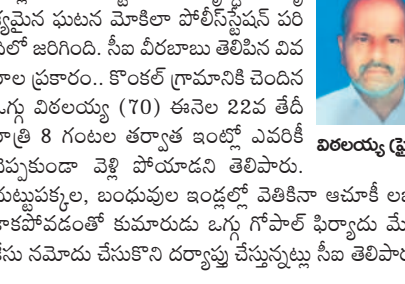 శ్యమైన ఘటన మోకిలా పోలీస్‌స్టేషన్ పరి
లో జరిగింది. సీఐ వీరబాబు తెలిపిన వివ
రాల ప్రకారం.. కొంకల్ గ్రామానికి చెందిన
ఒగ్గు విఠలయ్య (70) ఈనెల 22వ తేదీ
రాత్రి 8 గంటల తర్వాత ఇంట్లో ఎవరికీ
చెప్పకుండా వెళ్లి పోయాడని తెలిపారు.
విఠలయ్య (ఫై
చుట్టుపక్కల, బంధువుల ఇండ్లల్లో వెతికినా ఆచూకీ లభ
కాకపోవడంతో కుమారుడు ఒగ్గు గోపాల్ ఫిర్యాదు మే
కేసు నమోదు చేసుకొని దర్యాప్తు చేస్తున్నట్లు సీఐ తెలిపార